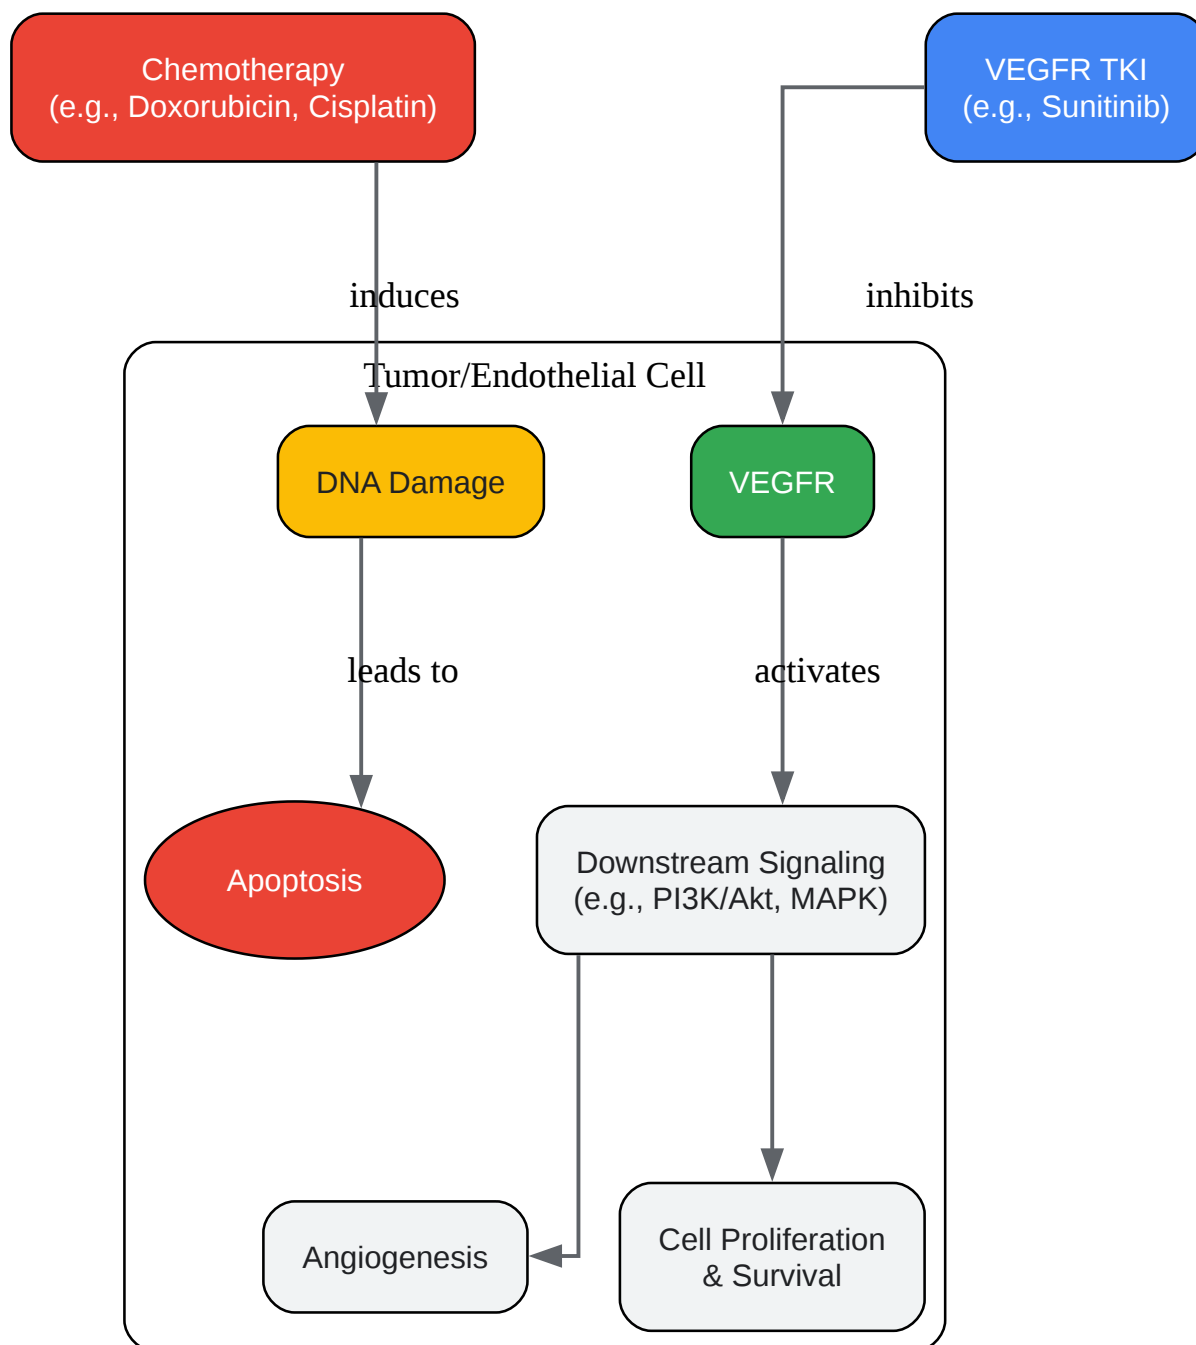 Chemotherapy
(e.g., Doxorubicin, Cisplatin)
VEGFR TKI
(e.g., Sunitinib)
induces
inhibits
Tumor/Endothelial Cell
DNA Damage
VEGFR
leads to
activates
Apoptosis
Downstream Signaling
(e.g., PI3K/Akt, MAPK)
Angiogenesis
Cell Proliferation
& Survival